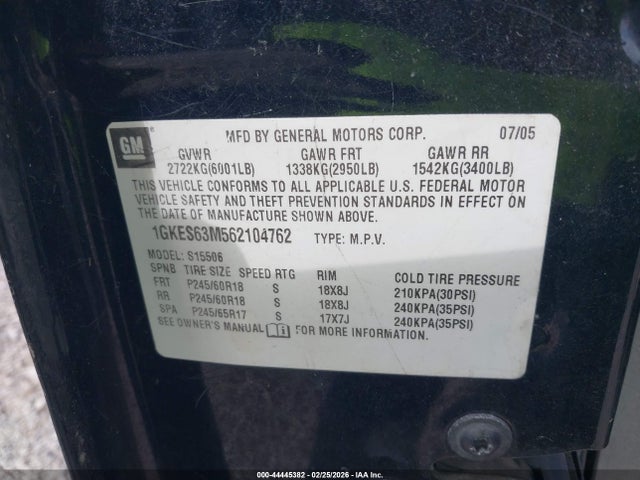 GM
MFD BY GENERAL MOTORS CORP. 07/05
GVWR GAWR FRT GAWR RR
2722KG(6001LB) 1338KG(2950LB) 1542KG(3400LB)
THIS VEHICLE CONFORMS TO ALL APPLICABLE U.S. FEDERAL MOTOR
VEHICLE SAFETY AND THEFT PREVENTION STANDARDS IN EFFECT ON
THE DATE OF MANUFACTURE SHOWN ABOVE.
1GKES63M562104762 TYPE: M.P.V.
MODEL: S15506
SPNB TIRE SIZE SPEED RTG RIM COLD TIRE PRESSURE
FRT P245/60R18 S 18X8J 210KPA(30PSI)
RR P245/60R18 S 18X8J 240KPA(35PSI)
SPA P245/65R17 S 17X7J 240KPA(35PSI)
SEE OWNER'S MANUAL FOR MORE INFORMATION.
000-44445382 - 02/25/2026 - IAA Inc.